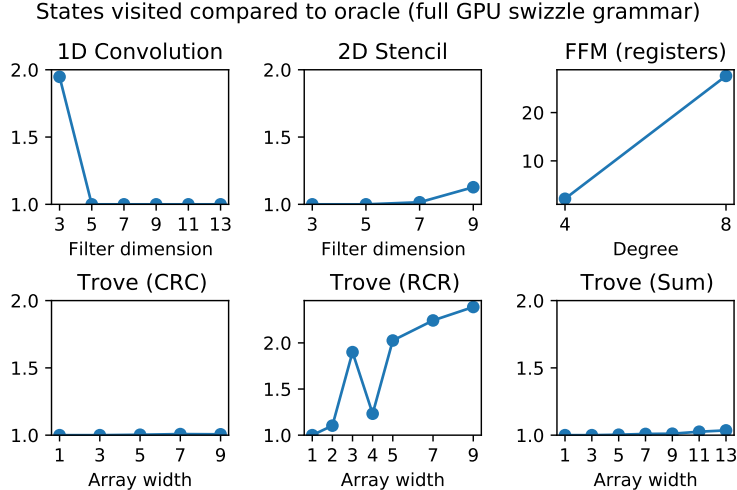 States visited compared to oracle (full GPU swizzle grammar)
1D Convolution
2.0
1.5
1.0
3 5 7 9 11 13
Filter dimension
2D Stencil
2.0
1.5
1.0
3 5 7 9
Filter dimension
FFM (registers)
20
10
4 8
Degree
Trove (CRC)
2.0
1.5
1.0
1 3 5 7 9
Array width
Trove (RCR)
2.0
1.5
1.0
1 2 3 4 5 7 9
Array width
Trove (Sum)
2.0
1.5
1.0
1 3 5 7 9 11 13
Array width